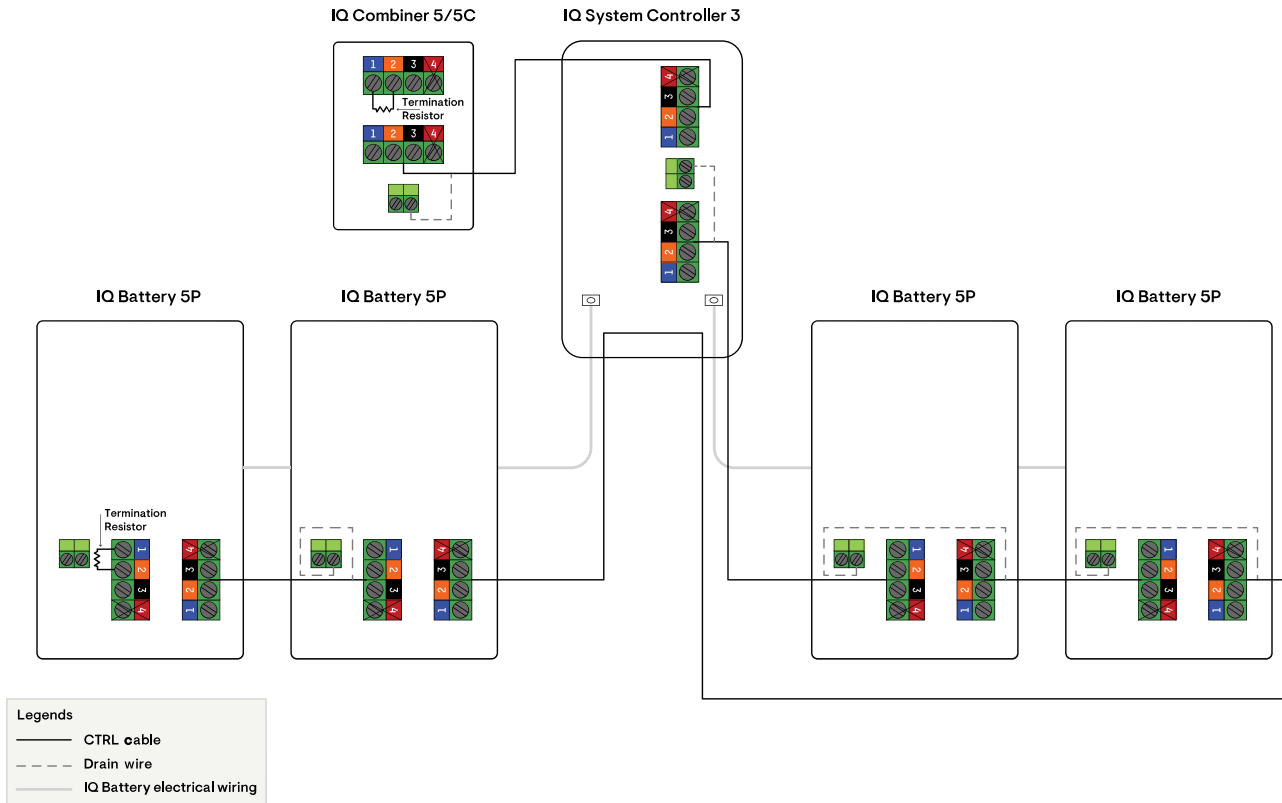 IQ Combiner 5/5C
IQ System Controller 3
1 2 3 4
Termination
Resistor
1 2 3 4
4
3
2
1
4
3
2
1
IQ Battery 5P
IQ Battery 5P
IQ Battery 5P
IQ Battery 5P
Termination
Resistor
1 4
2 3
3 2
4 1
1 4
2 3
3 2
4 1
1 4
2 3
3 2
4 1
1 4
2 3
3 2
4 1
Legends
CTRL cable
Drain wire
IQ Battery electrical wiring